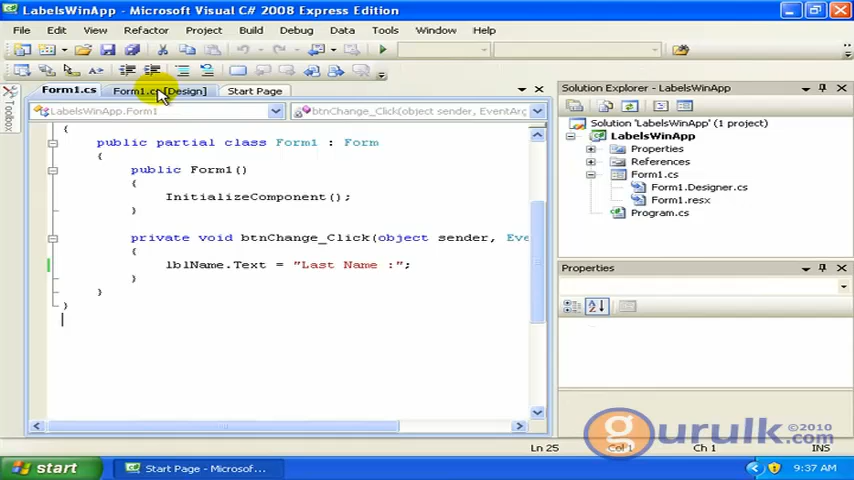 LabelsWinApp - Microsoft Visual C# 2008 Express Edition
File Edit View Refactor Project Build Debug Data Tools Window Help
Form1.cs Form1.cs [Design] Start Page
LabelsWinApp.Form1 btnChange_Click(object sender, EventArg
Toolbox
{
public partial class Form1 : Form
{
public Form1()
{
InitializeComponent();
}
private void btnChange_Click(object sender, Eve
{
lblName.Text = "Last Name :";
}
}
}
Solution Explorer - LabelsWinApp
Solution 'LabelsWinApp' (1 project)
LabelsWinApp
Properties
References
Form1.cs
Form1.Designer.cs
Form1.resx
Program.cs
Properties
gurulk.com ©2010
Ln 25 Col 1 Ch 1 INS
start Start Page - Microsof... 9:37 AM